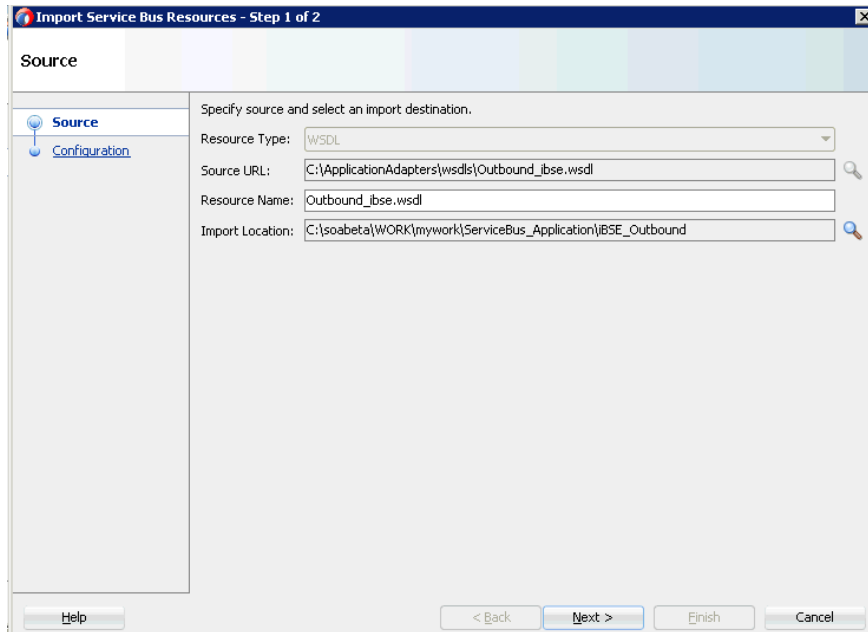 Import Service Bus Resources - Step 1 of 2
Source
Source
Configuration
Specify source and select an import destination.
Resource Type: WSDL
Source URL: C:\ApplicationAdapters\wsdls\Outbound_ibse.wsdl
Resource Name: Outbound_ibse.wsdl
Import Location: C:\soabeta\WORK\mywork\ServiceBus_Application\iBSE_Outbound
Help < Back Next > Finish Cancel